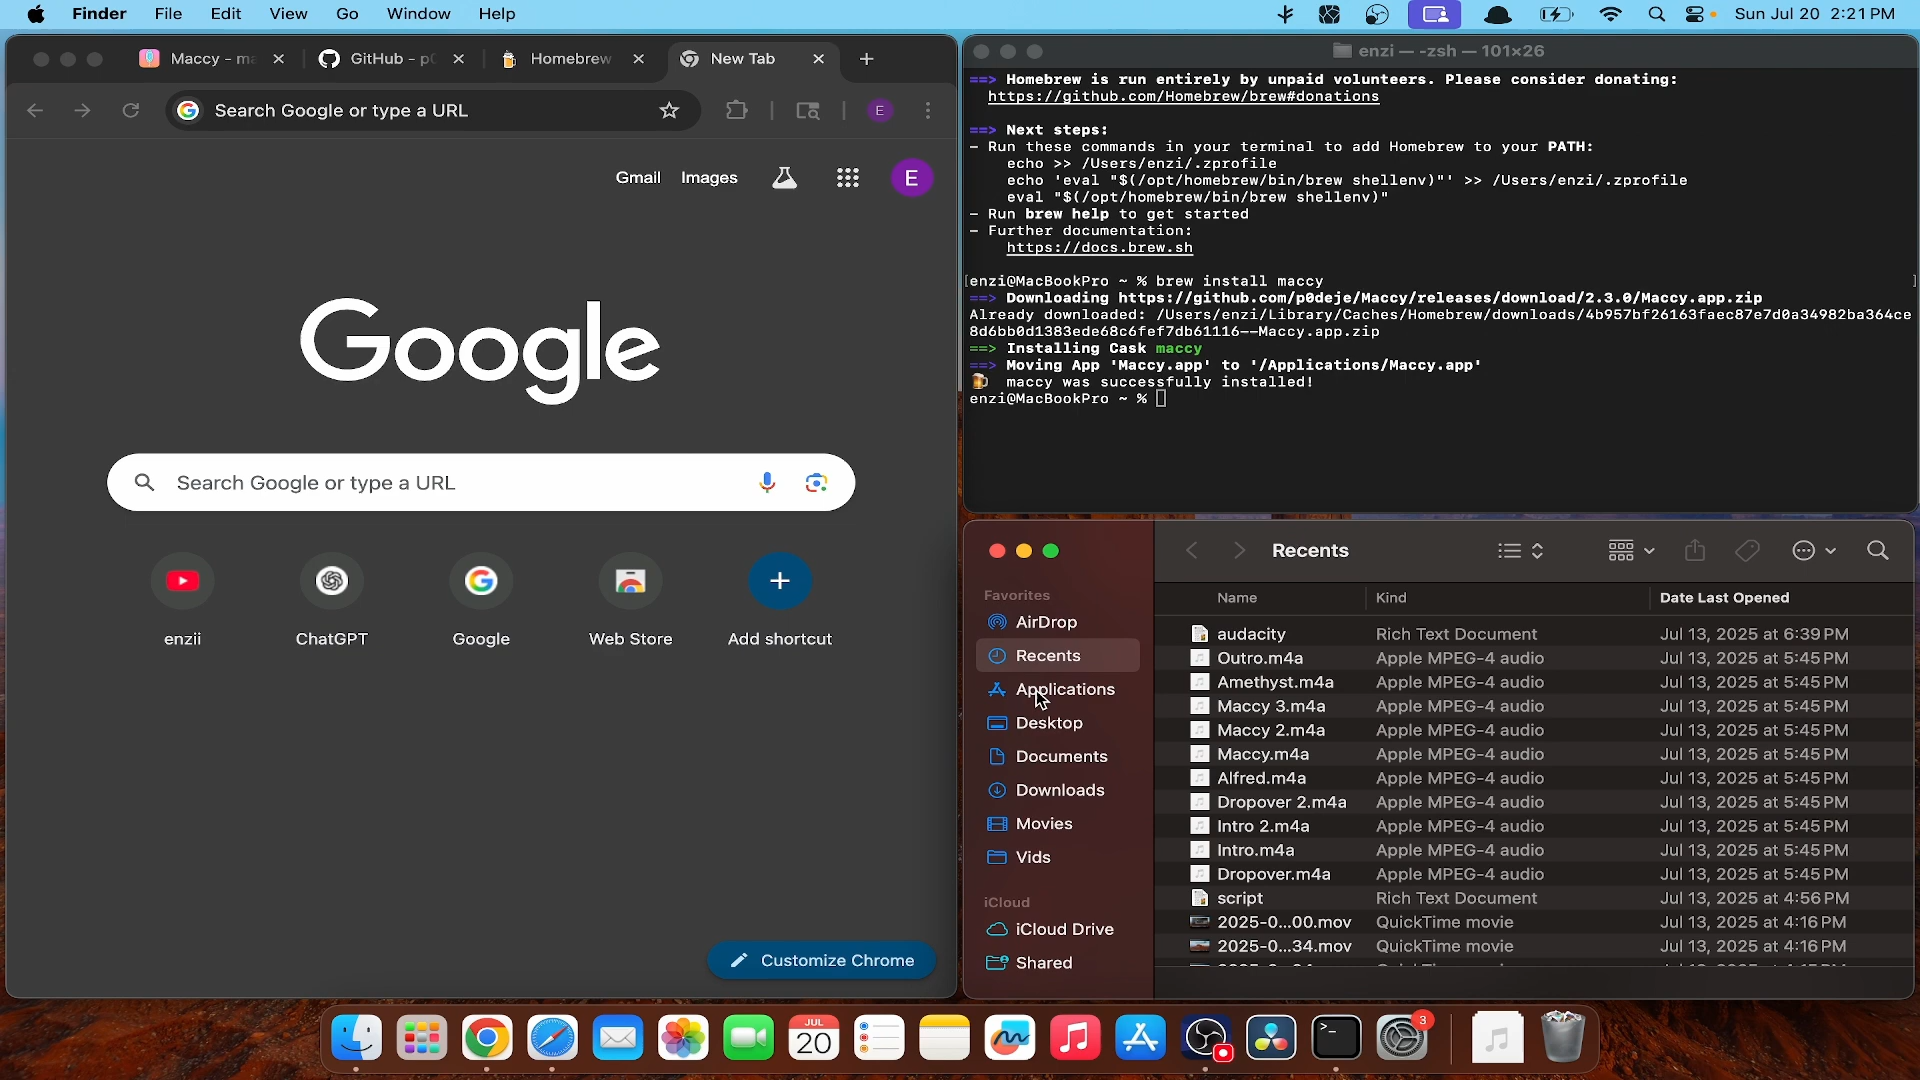 Finder File Edit View Go Window Help Sun Jul 20 2:21 PM
Maccy - ma GitHub - p Homebrew New Tab
Search Google or type a URL E
Gmail Images E
Google
Search Google or type a URL
enzii ChatGPT Google Web Store Add shortcut
Customize Chrome
enzi — -zsh — 101×26
==> Homebrew is run entirely by unpaid volunteers. Please consider donating:
https://github.com/Homebrew/brew#donations
==> Next steps:
- Run these commands in your terminal to add Homebrew to your PATH:
echo >> /Users/enzi/.zprofile
echo 'eval "$(/opt/homebrew/bin/brew shellenv)"' >> /Users/enzi/.zprofile
eval "$(/opt/homebrew/bin/brew shellenv)"
- Run brew help to get started
- Further documentation:
https://docs.brew.sh
[enzi@MacBookPro ~ % brew install maccy ]
==> Downloading https://github.com/p0deje/Maccy/releases/download/2.3.0/Maccy.app.zip
Already downloaded: /Users/enzi/Library/Caches/Homebrew/downloads/4b957bf26163faec87e7d0a34982ba364ce
8d6bb0d1383ede68c6fef7db61116--Maccy.app.zip
==> Installing Cask maccy
==> Moving App 'Maccy.app' to '/Applications/Maccy.app'
maccy was successfully installed!
enzi@MacBookPro ~ %
Recents
Favorites
AirDrop
Recents
Applications
Desktop
Documents
Downloads
Movies
Vids
iCloud
iCloud Drive
Shared
Name Kind Date Last Opened
audacity Rich Text Document Jul 13, 2025 at 6:39 PM
Outro.m4a Apple MPEG-4 audio Jul 13, 2025 at 5:45 PM
Amethyst.m4a Apple MPEG-4 audio Jul 13, 2025 at 5:45 PM
Maccy 3.m4a Apple MPEG-4 audio Jul 13, 2025 at 5:45 PM
Maccy 2.m4a Apple MPEG-4 audio Jul 13, 2025 at 5:45 PM
Maccy.m4a Apple MPEG-4 audio Jul 13, 2025 at 5:45 PM
Alfred.m4a Apple MPEG-4 audio Jul 13, 2025 at 5:45 PM
Dropover 2.m4a Apple MPEG-4 audio Jul 13, 2025 at 5:45 PM
Intro 2.m4a Apple MPEG-4 audio Jul 13, 2025 at 5:45 PM
Intro.m4a Apple MPEG-4 audio Jul 13, 2025 at 5:45 PM
Dropover.m4a Apple MPEG-4 audio Jul 13, 2025 at 5:45 PM
script Rich Text Document Jul 13, 2025 at 4:56 PM
2025-0...00.mov QuickTime movie Jul 13, 2025 at 4:16 PM
2025-0...34.mov QuickTime movie Jul 13, 2025 at 4:16 PM
JUL
20
3